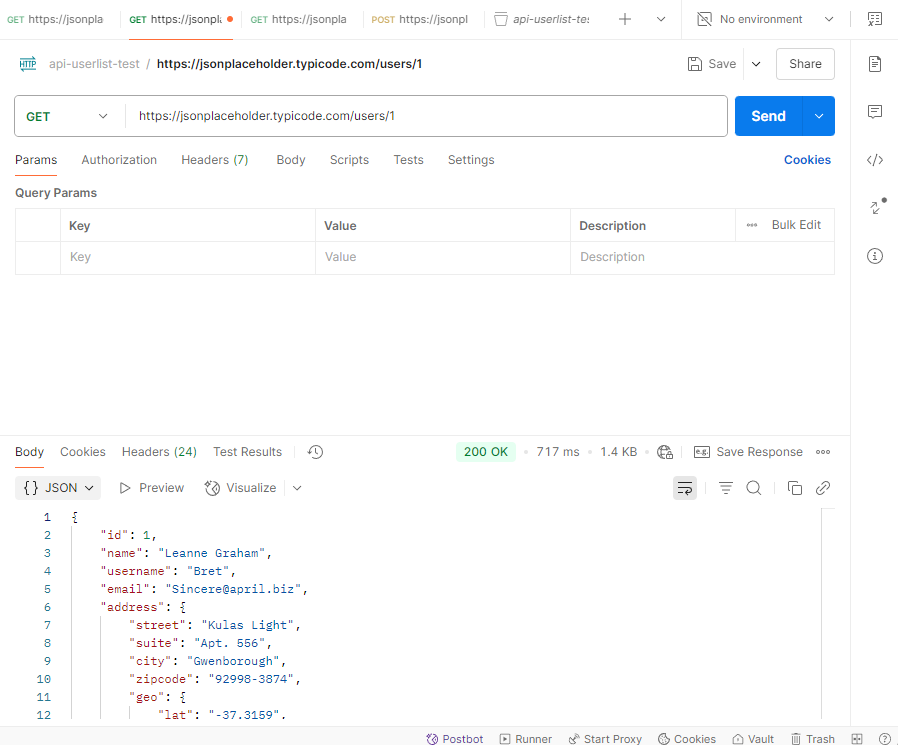 GET https://jsonpla GET https://jsonpla GET https://jsonpla POST https://jsonpl api-userlist-tes No environment
HTTP api-userlist-test / https://jsonplaceholder.typicode.com/users/1 Save Share
GET https://jsonplaceholder.typicode.com/users/1 Send
Params Authorization Headers (7) Body Scripts Tests Settings Cookies
Query Params
Key Value Description ••• Bulk Edit
Key Value Description
Body Cookies Headers (24) Test Results 200 OK • 717 ms • 1.4 KB • e.g. Save Response •••
{} JSON Preview Visualize
1 {
2 "id": 1,
3 "name": "Leanne Graham",
4 "username": "Bret",
5 "email": "Sincere@april.biz",
6 "address": {
7 "street": "Kulas Light",
8 "suite": "Apt. 556",
9 "city": "Gwenborough",
10 "zipcode": "92998-3874",
11 "geo": {
12 "lat": "-37.3159",
Postbot Runner Start Proxy Cookies Vault Trash